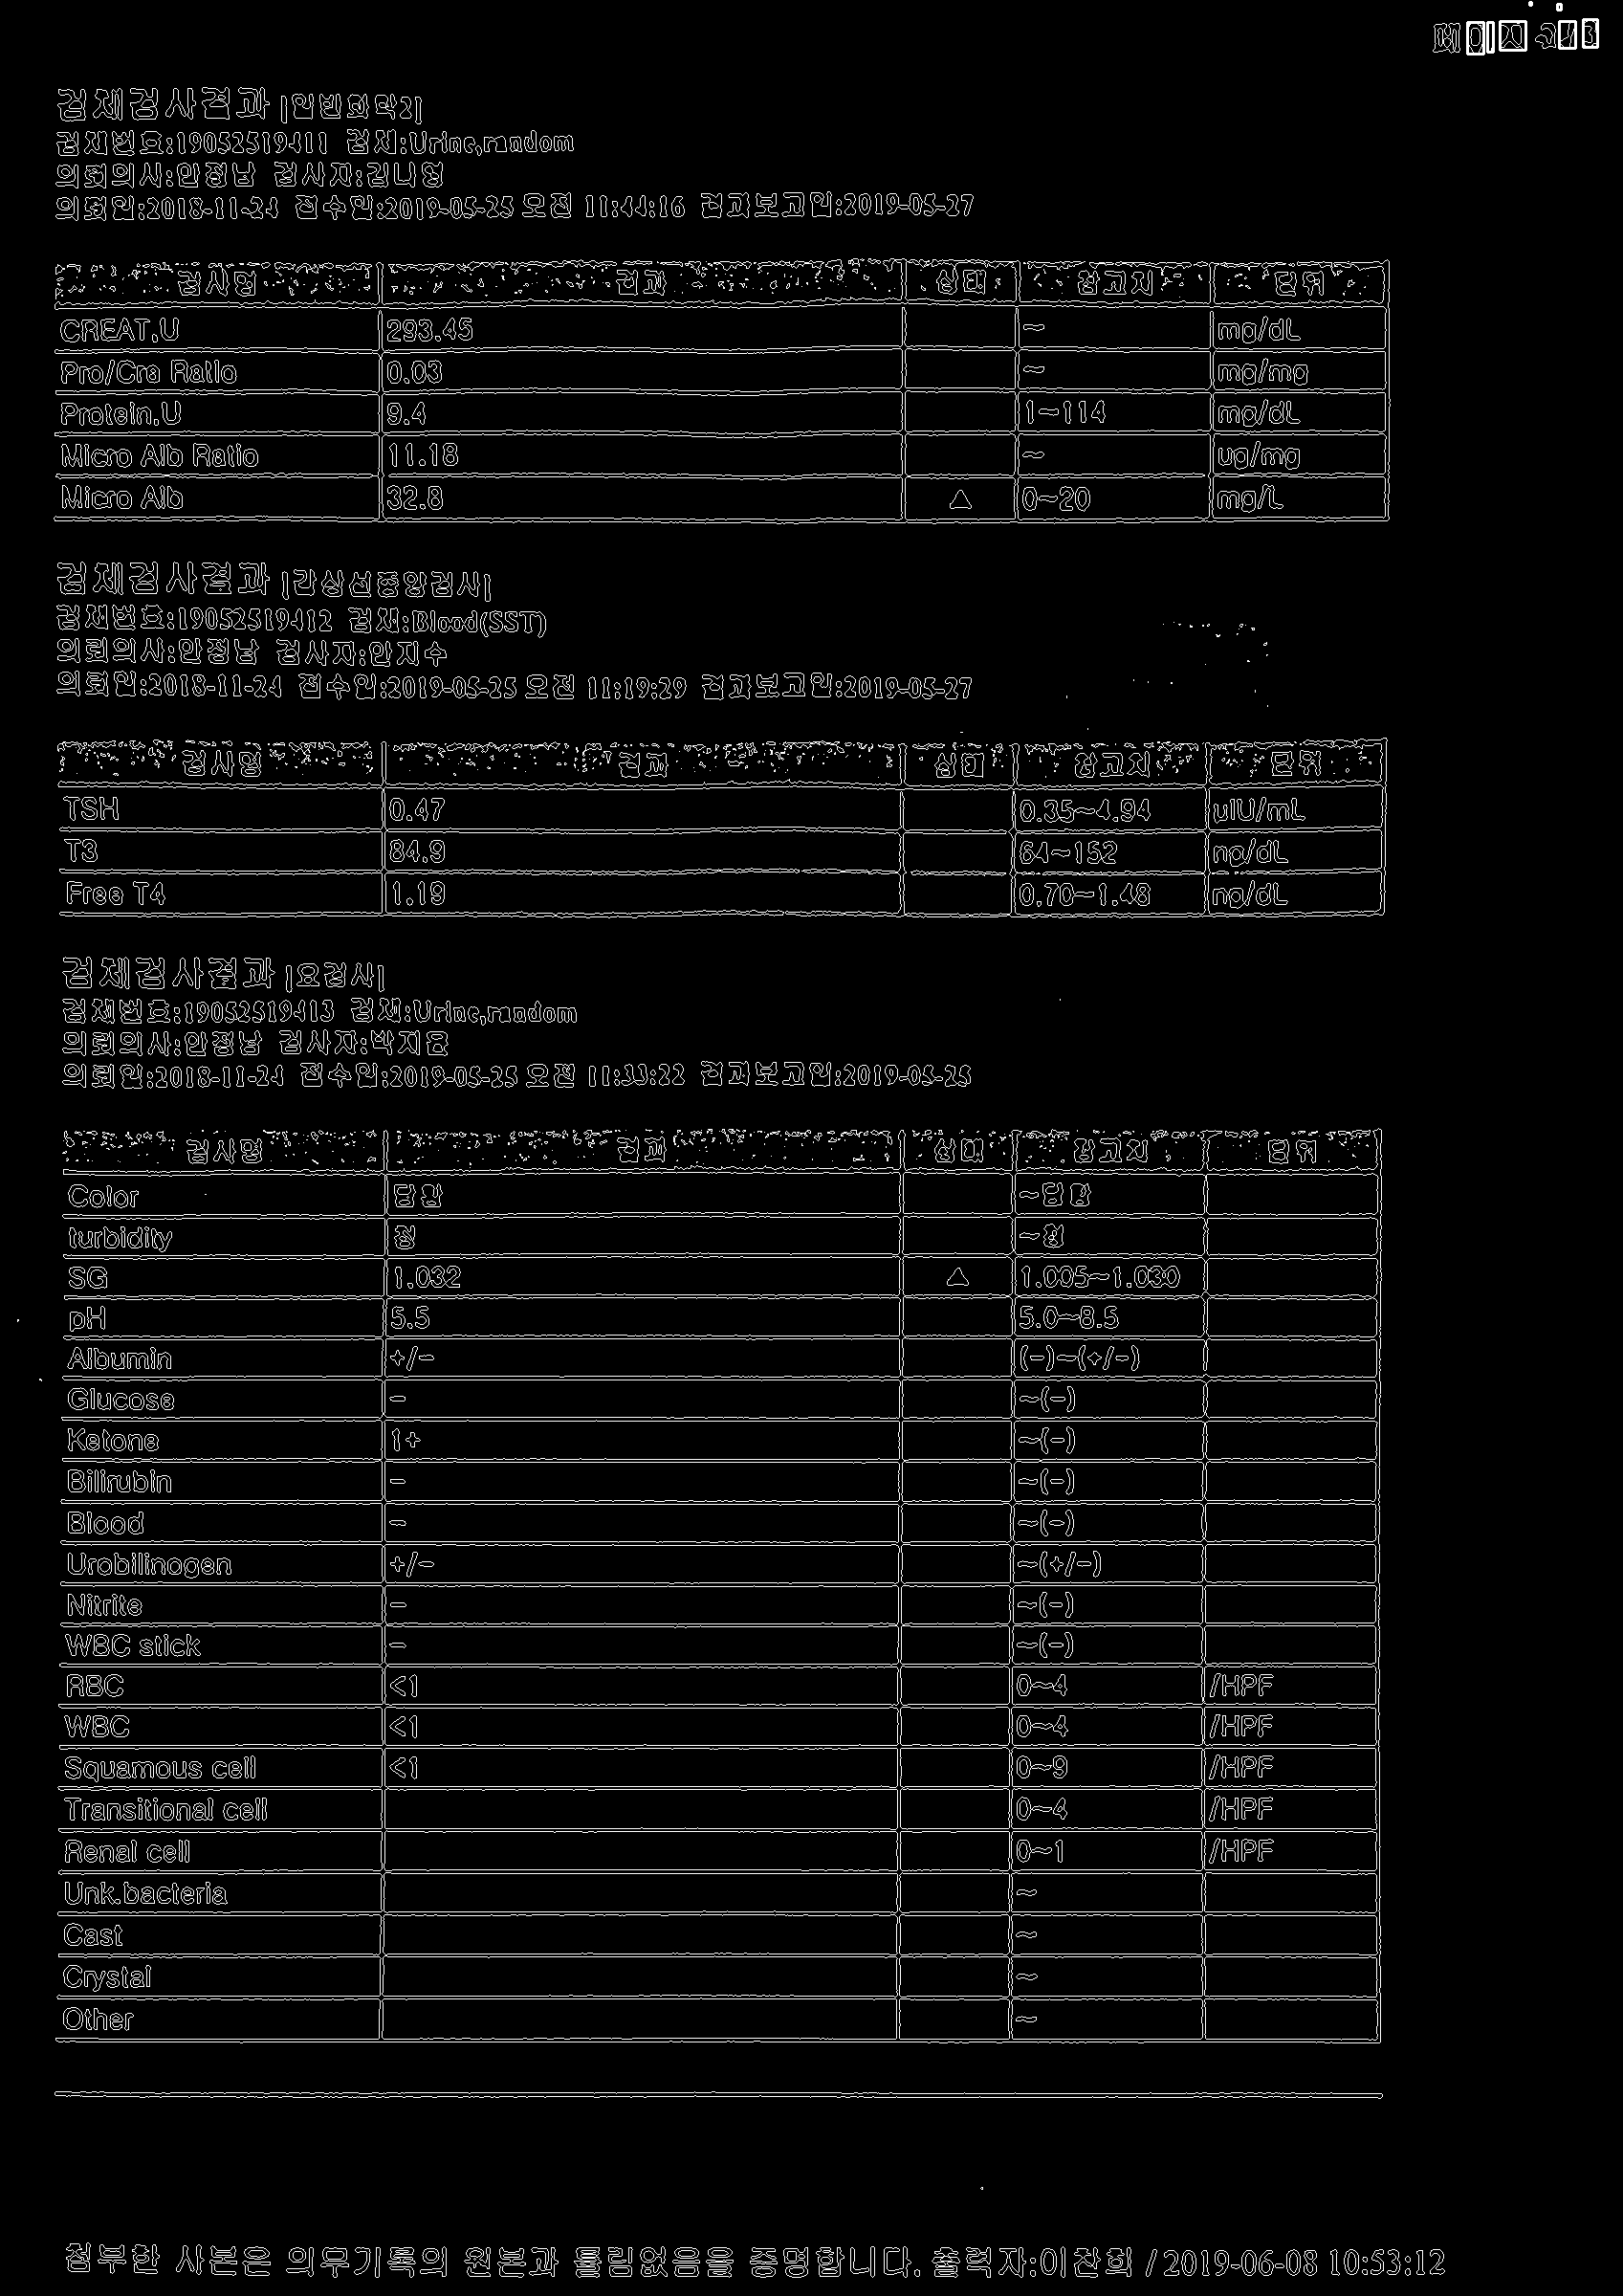 검체검사결과 [일반화학2]
검체번호:19052519411 검체:Urine,random
의뢰의사:안정남 검사자:김나영
의뢰일:2018-11-24 접수일:2019-05-25 오전 11:44:16 결과보고일:2019-05-27
검사명 결과 상태 참고치 단위
CREAT,U 293.45 ~ mg/dL
Pro/Cre Ratio 0.03 ~ mg/mg
Protein,U 9.4 1~114 mg/dL
Micro Alb Ratio 11.18 ~ ug/mg
Micro Alb 32.8 △ 0~20 mg/L
검체검사결과 [갑상선종양검사]
검체번호:19052519412 검체:Blood(SST)
의뢰의사:안정남 검사자:안지수
의뢰일:2018-11-24 접수일:2019-05-25 오전 11:19:29 결과보고일:2019-05-27
검사명 결과 상태 참고치 단위
TSH 0.47 0.35~4.94 uIU/mL
T3 84.9 64~152 ng/dL
Free T4 1.19 0.70~1.48 ng/dL
검체검사결과 [요검사]
검체번호:19052519413 검체:Urine,random
의뢰의사:안정남 검사자:박지윤
의뢰일:2018-11-24 접수일:2019-05-25 오전 11:33:22 결과보고일:2019-05-25
검사명 결과 상태 참고치 단위
Color 담황 ~담황
turbidity 청 ~청
SG 1.032 △ 1.005~1.030
pH 5.5 5.0~8.5
Albumin +/- (-)~(+/-)
Glucose - ~(-)
Ketone 1+ ~(-)
Bilirubin - ~(-)
Blood - ~(-)
Urobilinogen +/- ~(+/-)
Nitrite - ~(-)
WBC stick - ~(-)
RBC <1 0~4 /HPF
WBC <1 0~4 /HPF
Squamous cell <1 0~9 /HPF
Transitional cell 0~4 /HPF
Renal cell 0~1 /HPF
Unk.bacteria ~
Cast ~
Crystal ~
Other ~
첨부한 사본은 의무기록의 원본과 틀림없음을 증명합니다. 출력자:이찬희 / 2019-06-08 10:53:12